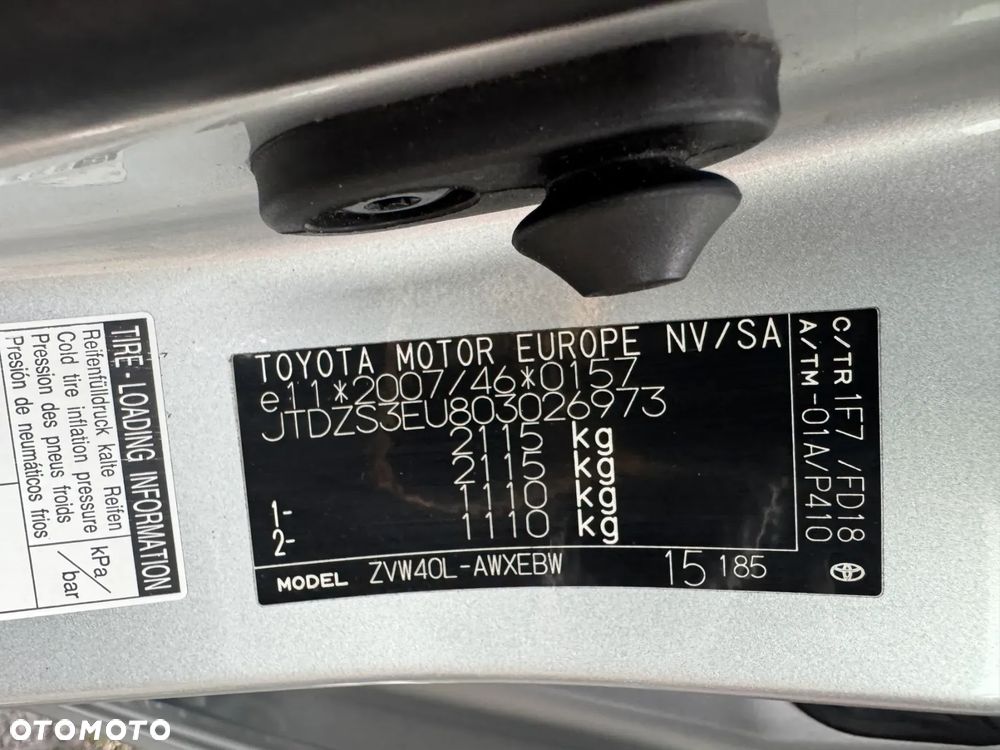 TIRE · LOADING INFORMATION
Reifenfülldruck kalte Reifen
Cold tire inflation pressure
Pression des pneus froids
Presión de neumáticos frios
kPa/
/bar
TOYOTA MOTOR EUROPE NV/SA
e11*2007/46*0157
JTDZS3EU803026973
2115 kg
2115 kg
1- 1110 kg
2- 1110 kg
MODEL ZVW40L-AWXEBW 15 185
C/TR 1F7 /FD18
A/TM-01A/P410
OTOMOTO